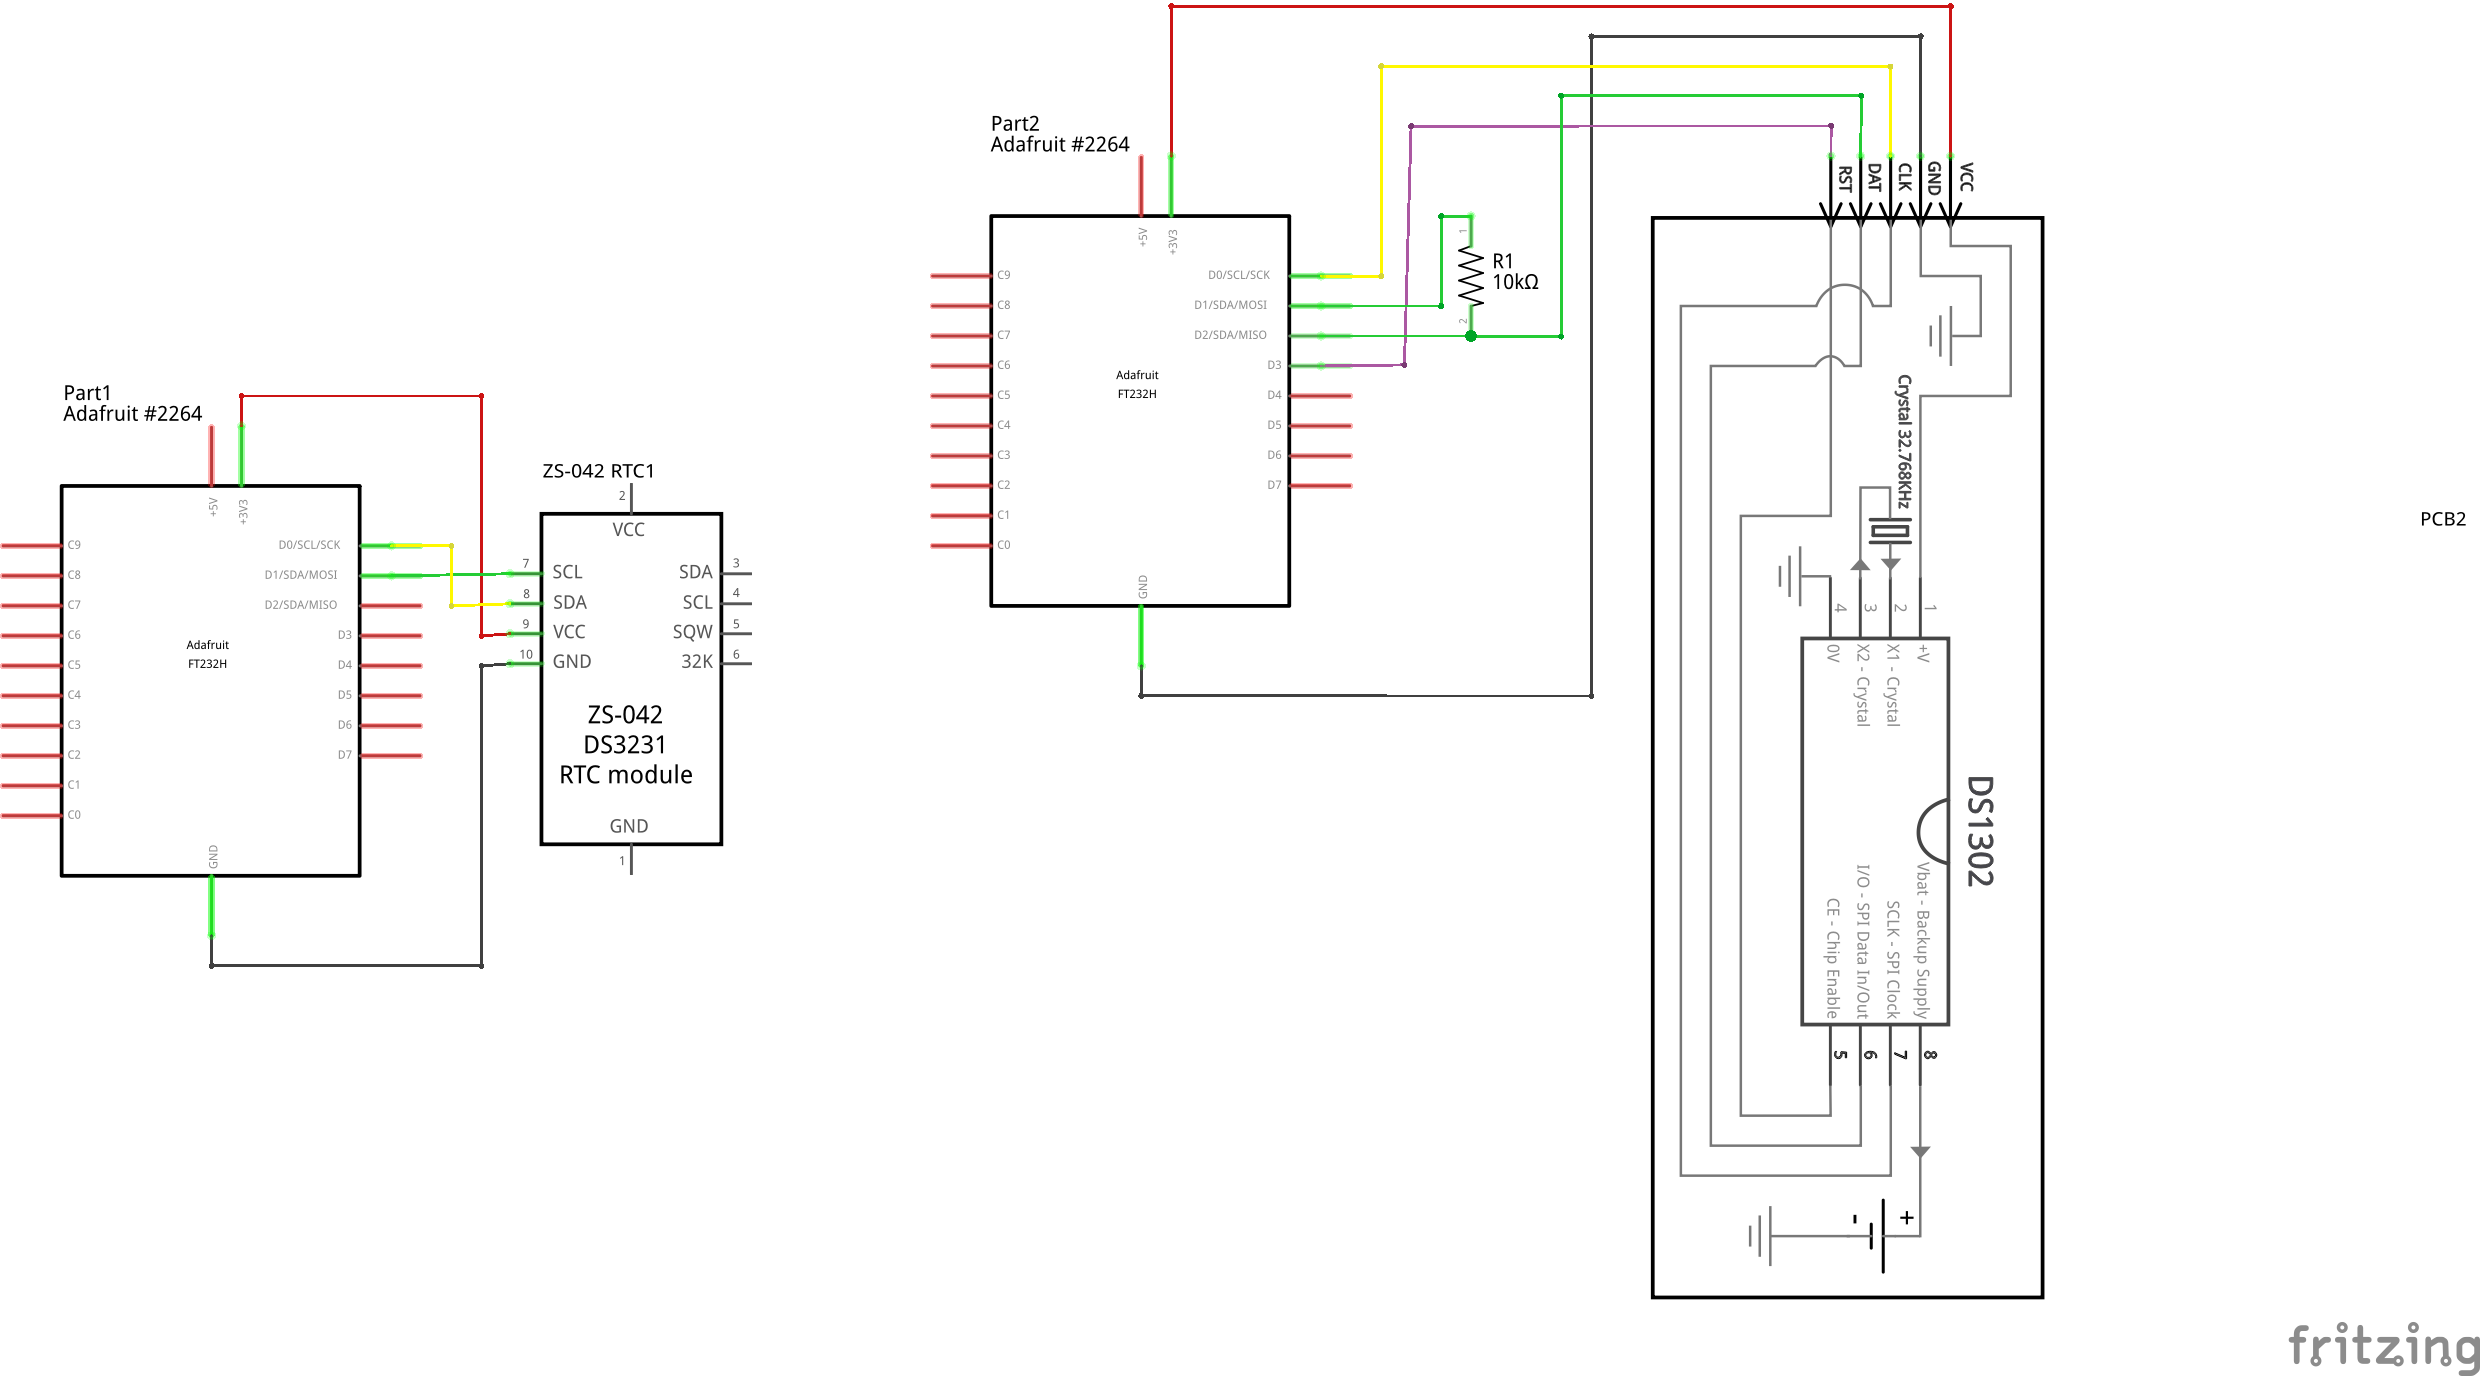 Part1
Adafruit #2264
+5V
+3V3
C9
C8
C7
C6
C5
C4
C3
C2
C1
C0
D0/SCL/SCK
D1/SDA/MOSI
D2/SDA/MISO
D3
D4
D5
D6
D7
Adafruit
FT232H
GND
ZS-042 RTC1
2
VCC
7
SCL
8
SDA
9
VCC
10
GND
3
SDA
4
SCL
5
SQW
6
32K
ZS-042
DS3231
RTC module
GND
1
Part2
Adafruit #2264
+5V
+3V3
C9
C8
C7
C6
C5
C4
C3
C2
C1
C0
D0/SCL/SCK
D1/SDA/MOSI
D2/SDA/MISO
D3
D4
D5
D6
D7
Adafruit
FT232H
GND
1
R1
10kΩ
2
RST
DAT
CLK
GND
VCC
Crystal 32.768KHz
4
3
2
1
0V
X2 - Crystal
X1 - Crystal
+V
DS1302
CE - Chip Enable
I/O - SPI Data In/Out
SCLK - SPI Clock
Vbat - Backup Supply
5
6
7
8
-
+
PCB2
fritzing